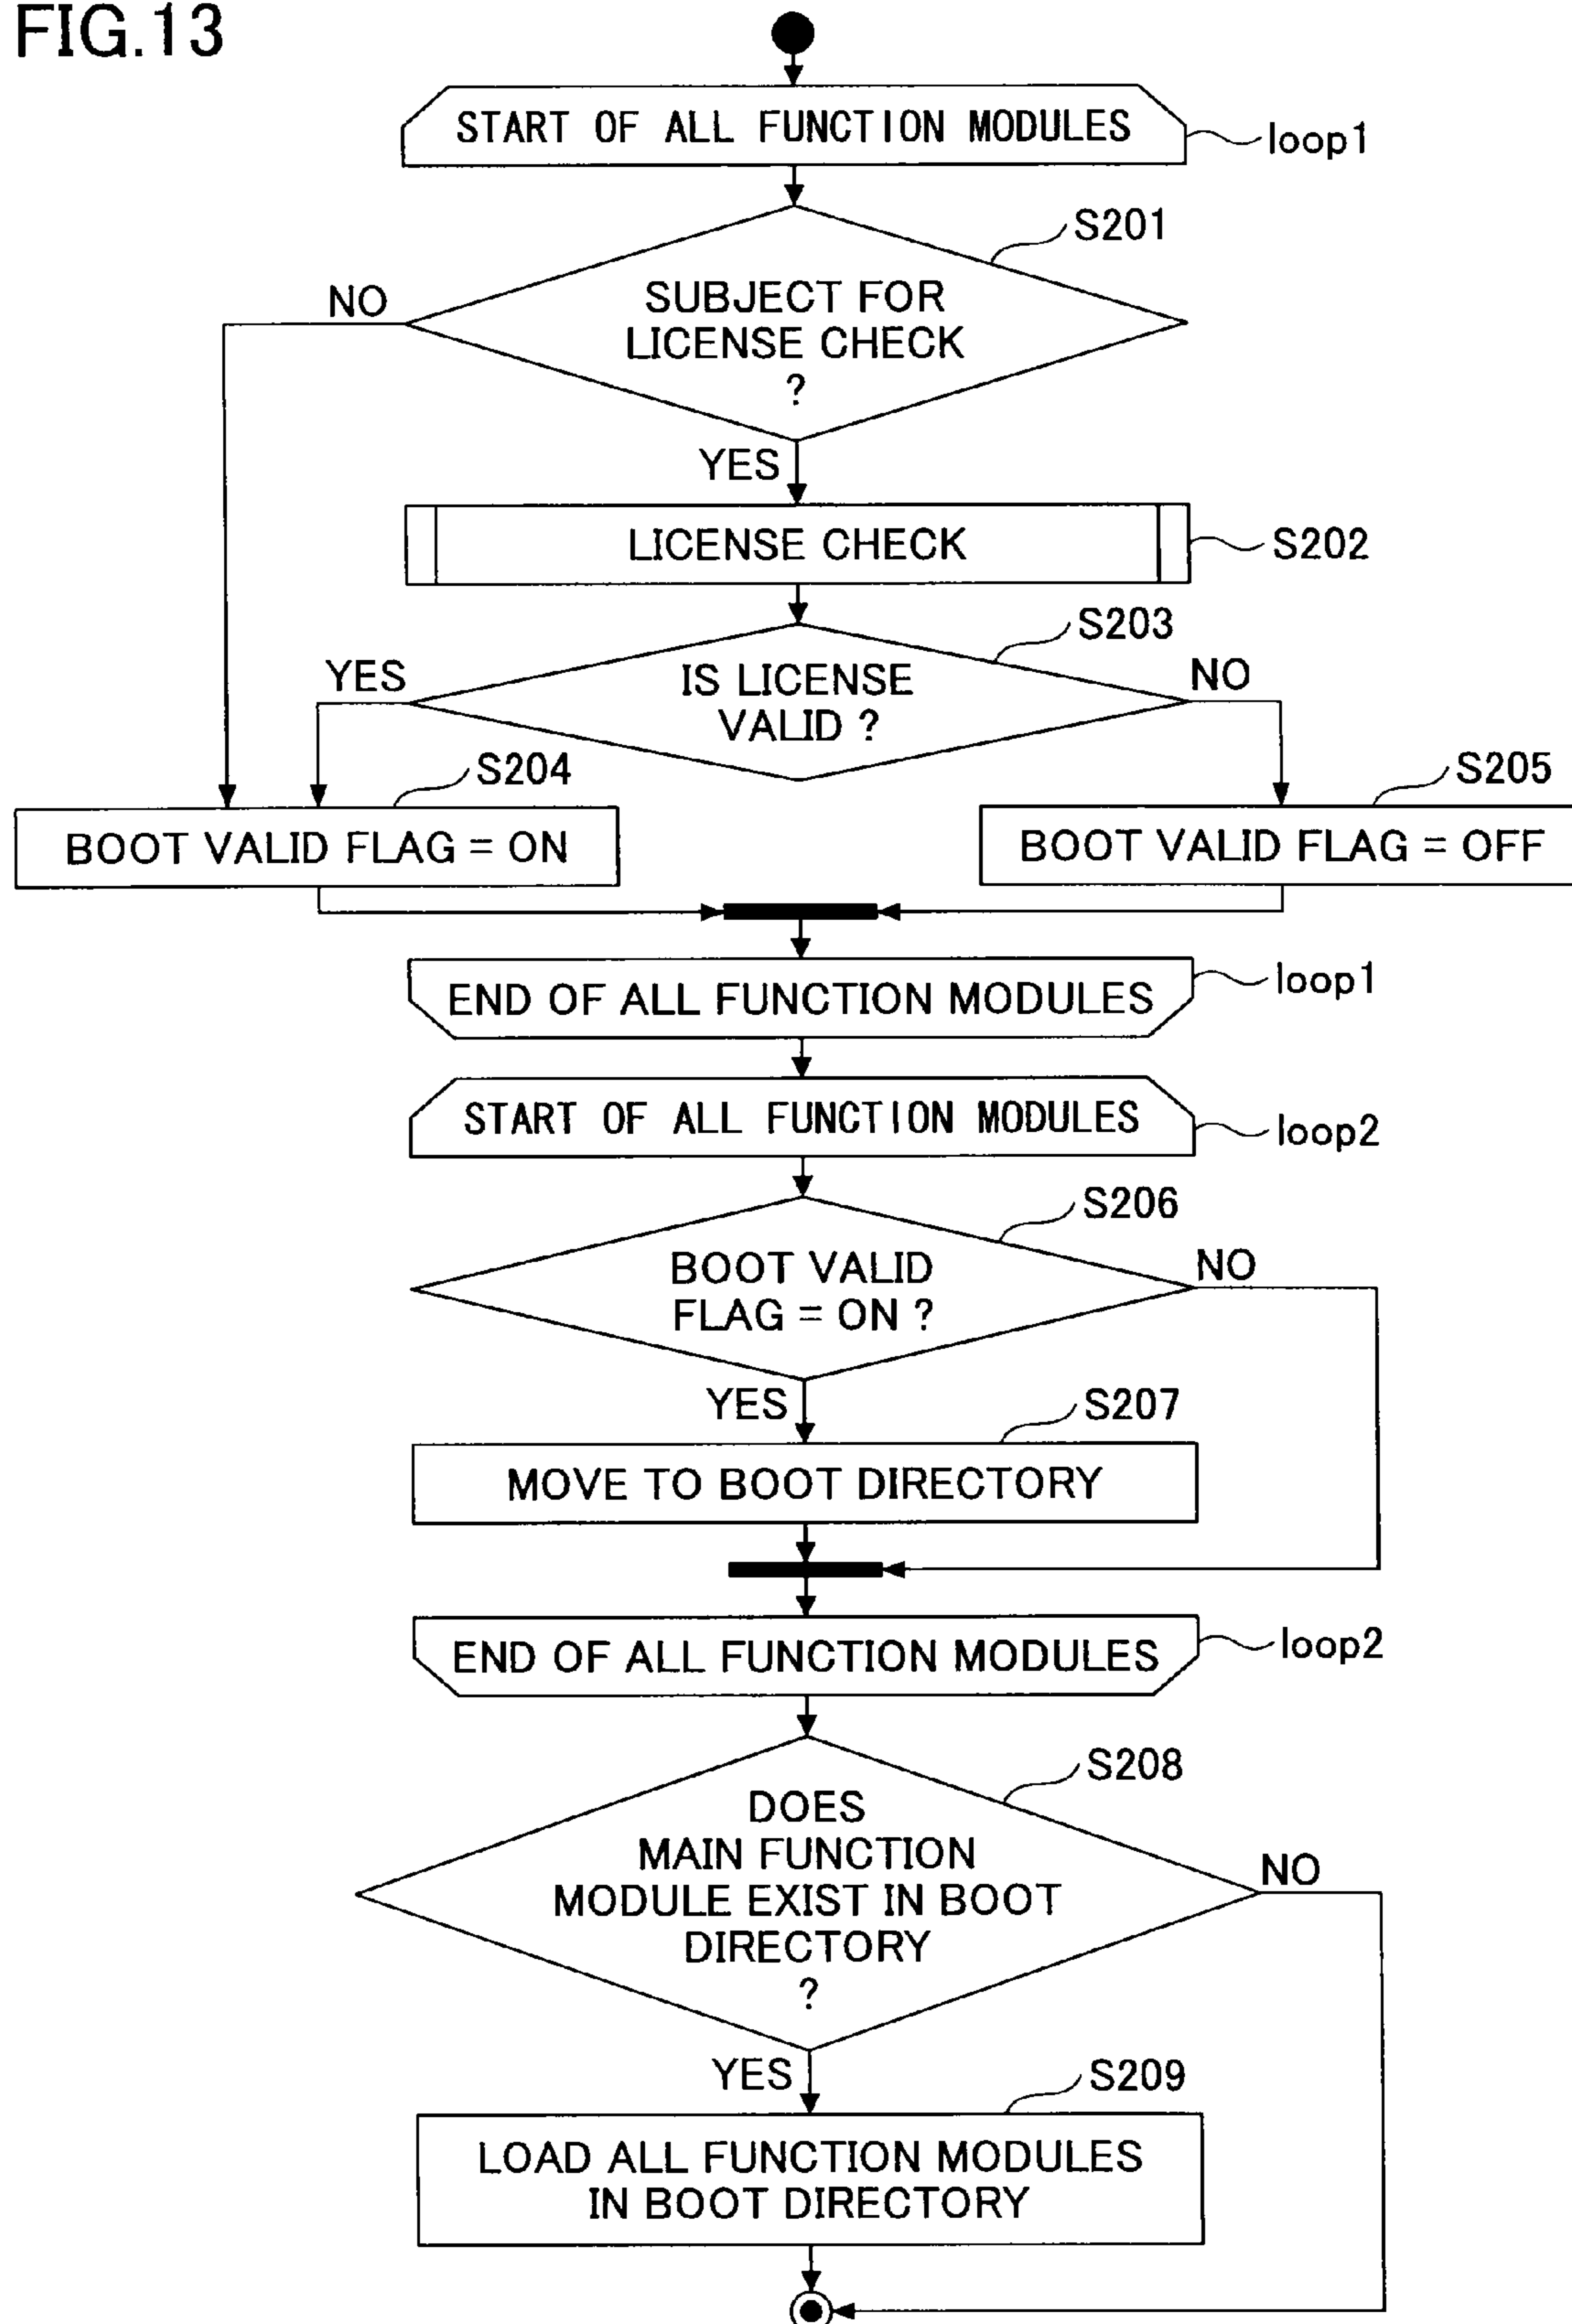 FIG.13
START OF ALL FUNCTION MODULES
loop1
S201
NO
SUBJECT FOR
LICENSE CHECK
?
YES
LICENSE CHECK
S202
S203
YES
IS LICENSE
VALID ?
NO
S204
S205
BOOT VALID FLAG = ON
BOOT VALID FLAG = OFF
END OF ALL FUNCTION MODULES
loop1
START OF ALL FUNCTION MODULES
loop2
S206
BOOT VALID
FLAG = ON ?
NO
YES
S207
MOVE TO BOOT DIRECTORY
END OF ALL FUNCTION MODULES
loop2
S208
DOES
MAIN FUNCTION
MODULE EXIST IN BOOT
DIRECTORY
?
NO
YES
S209
LOAD ALL FUNCTION MODULES
IN BOOT DIRECTORY